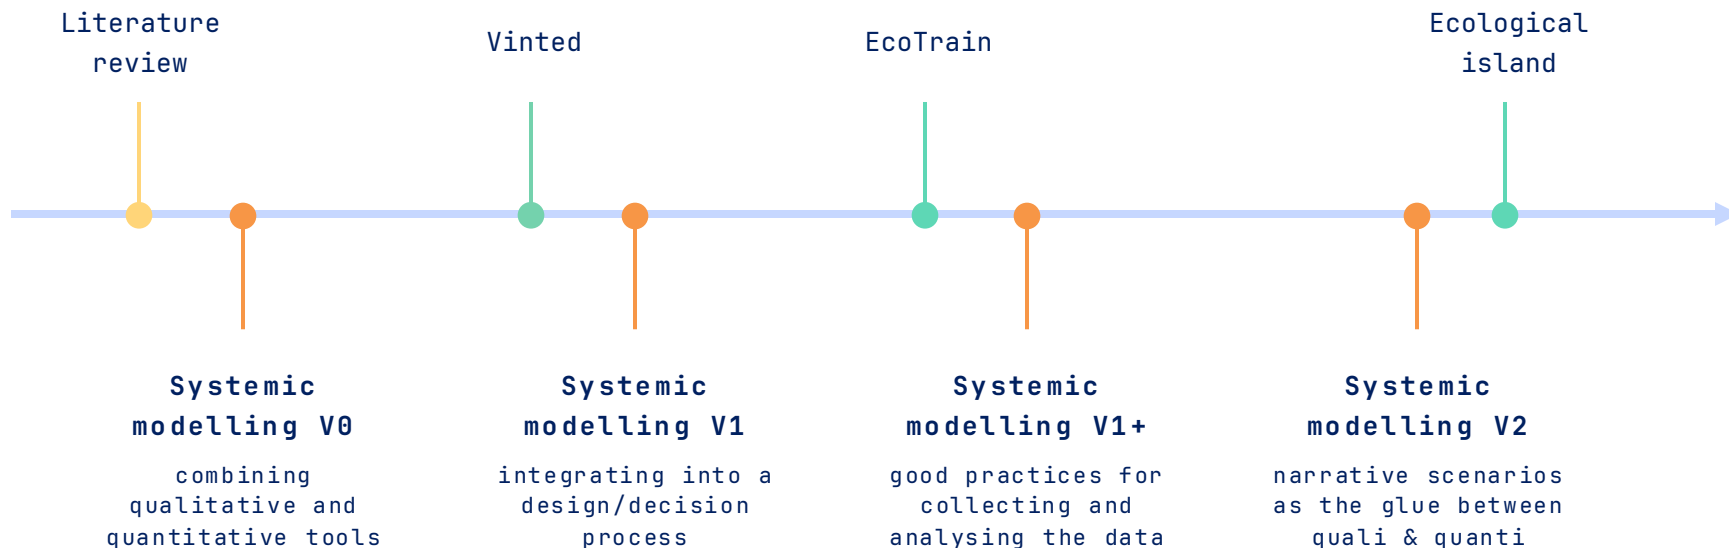 Literature
review
Vinted
EcoTrain
Ecological
island
Systemic
modelling V0
combining
qualitative and
quantitative tools
Systemic
modelling V1
integrating into a
design/decision
process
Systemic
modelling V1+
good practices for
collecting and
analysing the data
Systemic
modelling V2
narrative scenarios
as the glue between
quali & quanti